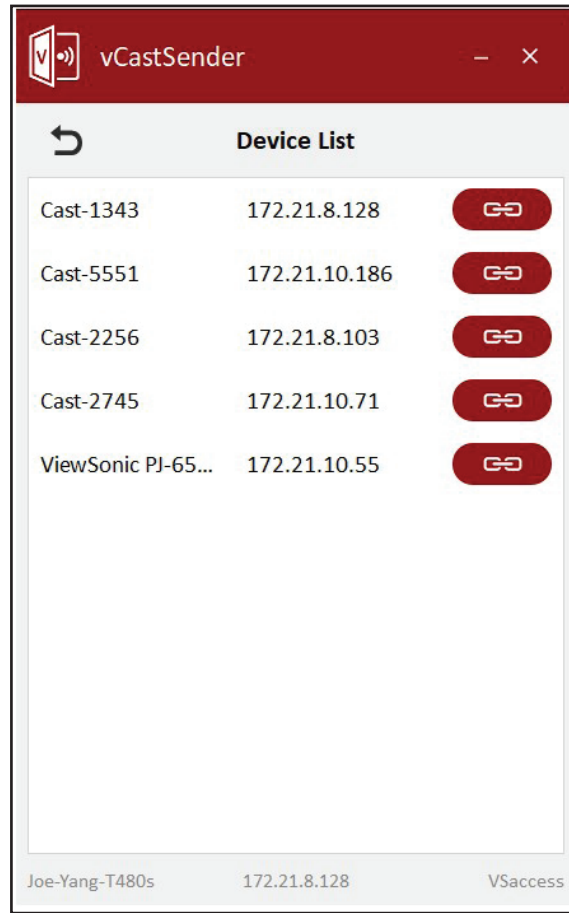 V
vCastSender
Device List
Cast-1343 172.21.8.128
Cast-5551 172.21.10.186
Cast-2256 172.21.8.103
Cast-2745 172.21.10.71
ViewSonic PJ-65... 172.21.10.55
Joe-Yang-T480s 172.21.8.128 VSaccess